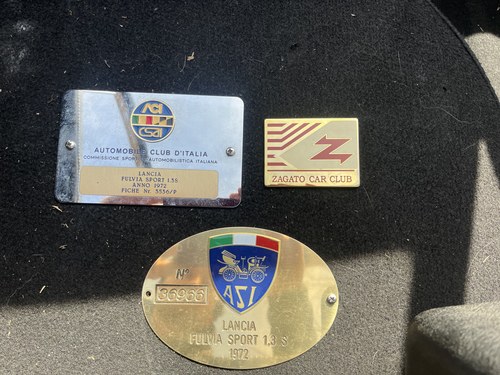 ACI
CSAI
AUTOMOBILE CLUB D'ITALIA
COMMISSIONE SPORTIVA AUTOMOBILISTICA ITALIANA
LANCIA
FULVIA SPORT 1.3S
ANNO 1972
FICHE Nr. 3336/P
Z
ZAGATO CAR CLUB
ASI
N°
36966
LANCIA
FULVIA SPORT 1,3 S
1972